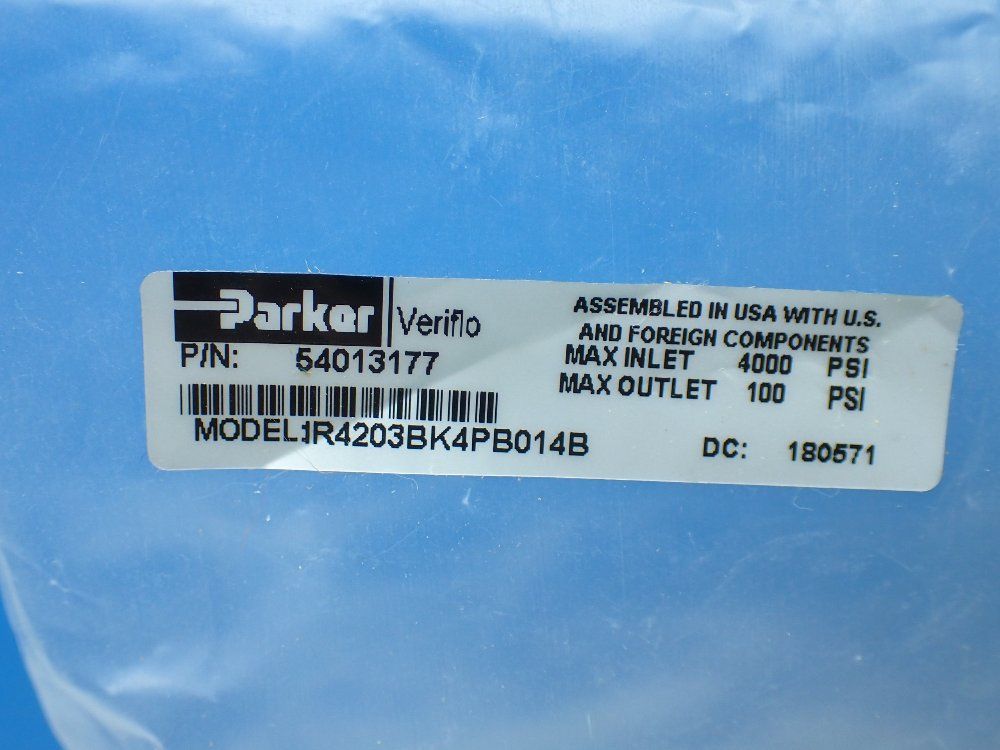 Parker Veriflo
P/N: 54013177
MODEL:IR4203BK4PB014B
ASSEMBLED IN USA WITH U.S.
AND FOREIGN COMPONENTS
MAX INLET 4000 PSI
MAX OUTLET 100 PSI
DC: 180571